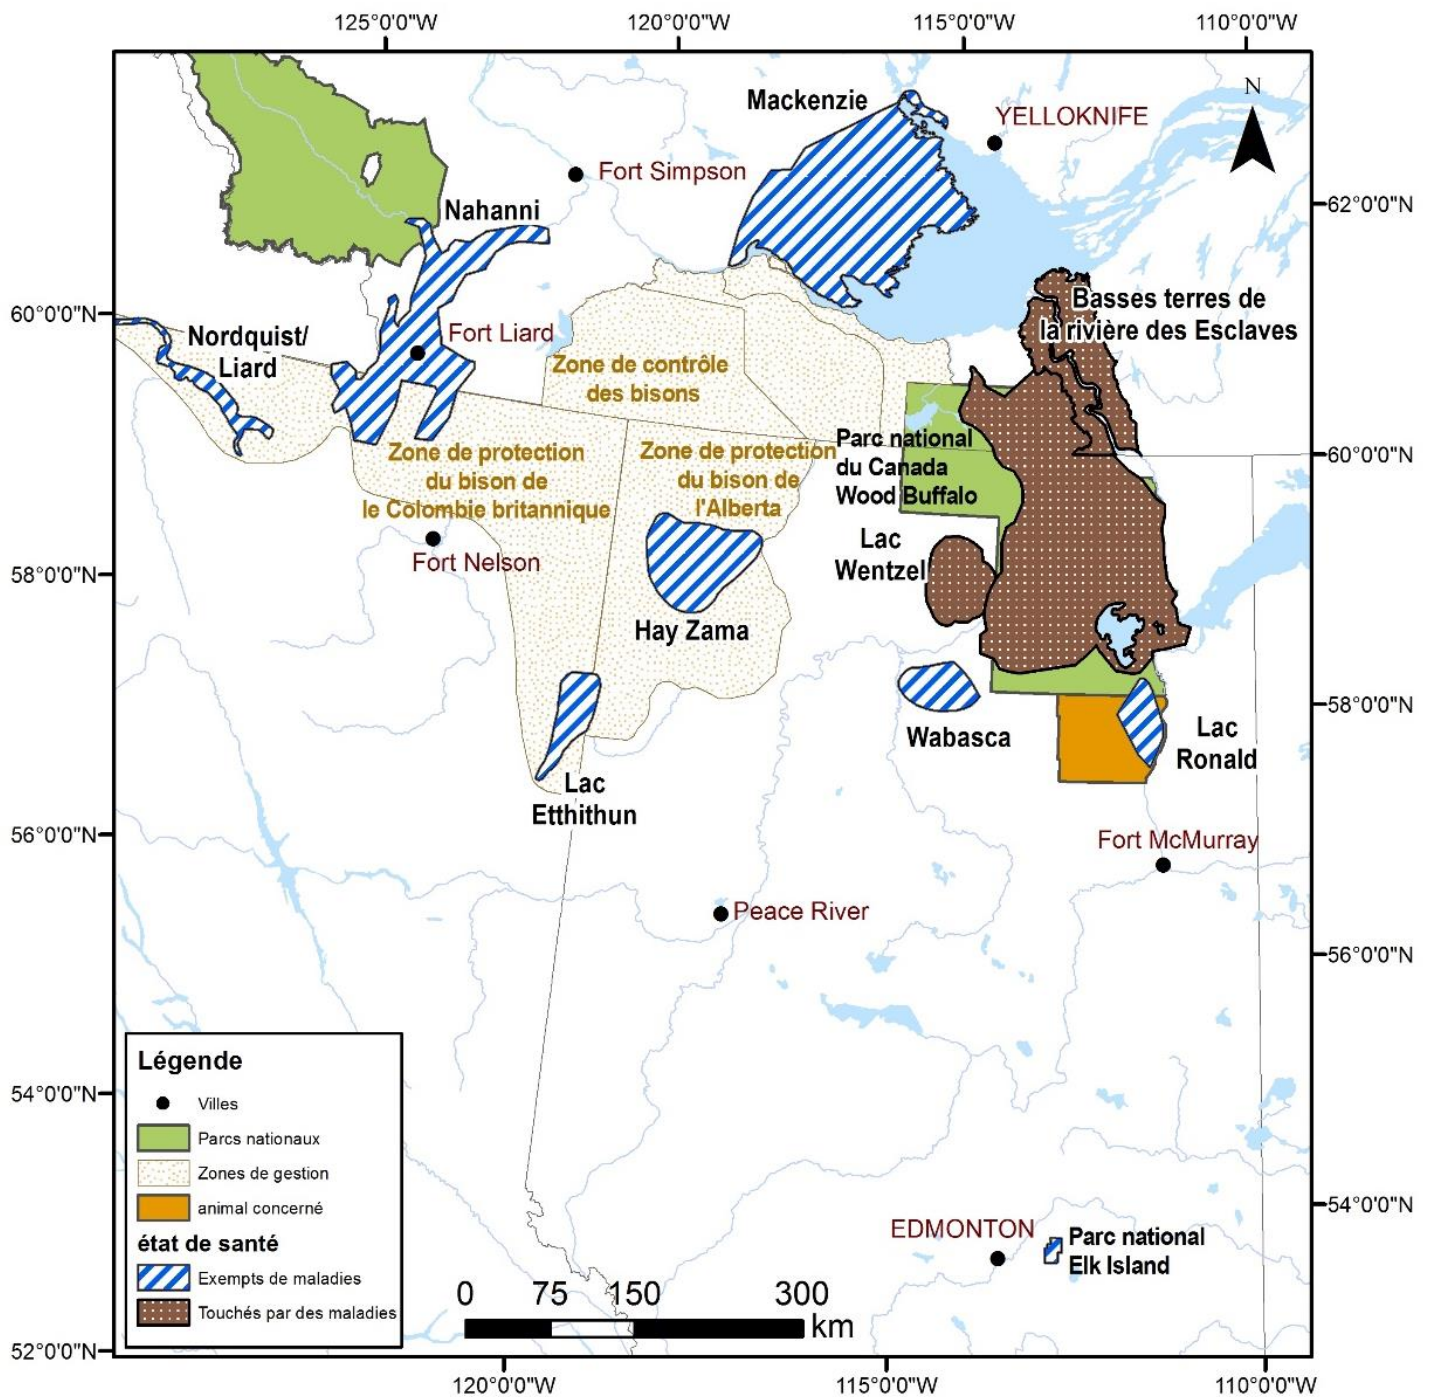 125°0'0"W
120°0'0"W
115°0'0"W
110°0'0"W
N
Mackenzie
YELLOKNIFE
Fort Simpson
62°0'0"N
Nahanni
60°0'0"N
Basses terres de
la rivière des Esclaves
Nordquist/
Liard
Fort Liard
Zone de contrôle
des bisons
Zone de protection
du bison de
le Colombie britannique
Zone de protection
du bison de
l'Alberta
Parc national
du Canada
Wood Buffalo
60°0'0"N
Fort Nelson
Lac
Wentzel
58°0'0"N
Hay Zama
58°0'0"N
Wabasca
Lac
Ronald
Lac
Etthithun
56°0'0"N
Fort McMurray
Peace River
56°0'0"N
Légende
Villes
Parcs nationaux
Zones de gestion
animal concerné
état de santé
Exempts de maladies
Touchés par des maladies
54°0'0"N
54°0'0"N
EDMONTON
Parc national
Elk Island
0 75 150 300
km
52°0'0"N
120°0'0"W
115°0'0"W
110°0'0"W